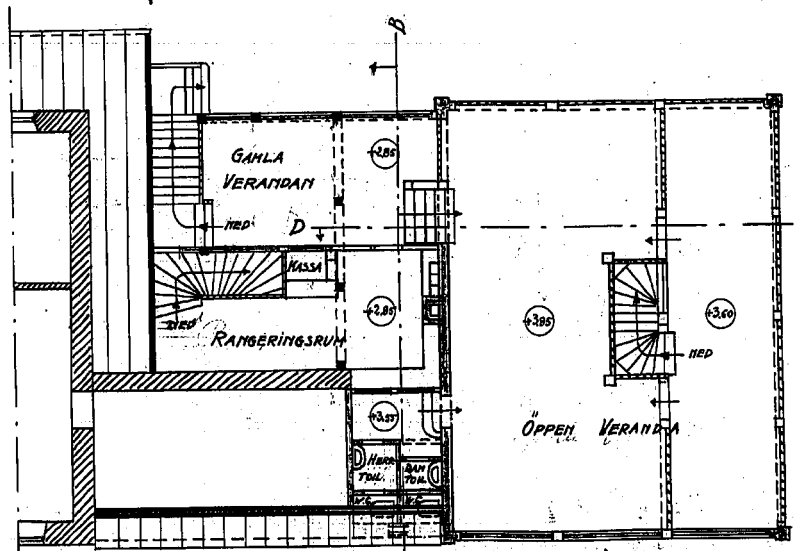 B
GAMLA
VERANDAN
+2,85
NED
D
KASSA
NED
RANGERINGSRUM
+2,85
+3,85
+3,60
NED
+3,55
ÖPPEN VERANDA
HERR
TOIL.
DAM
TOIL.
W.C.
W.C.